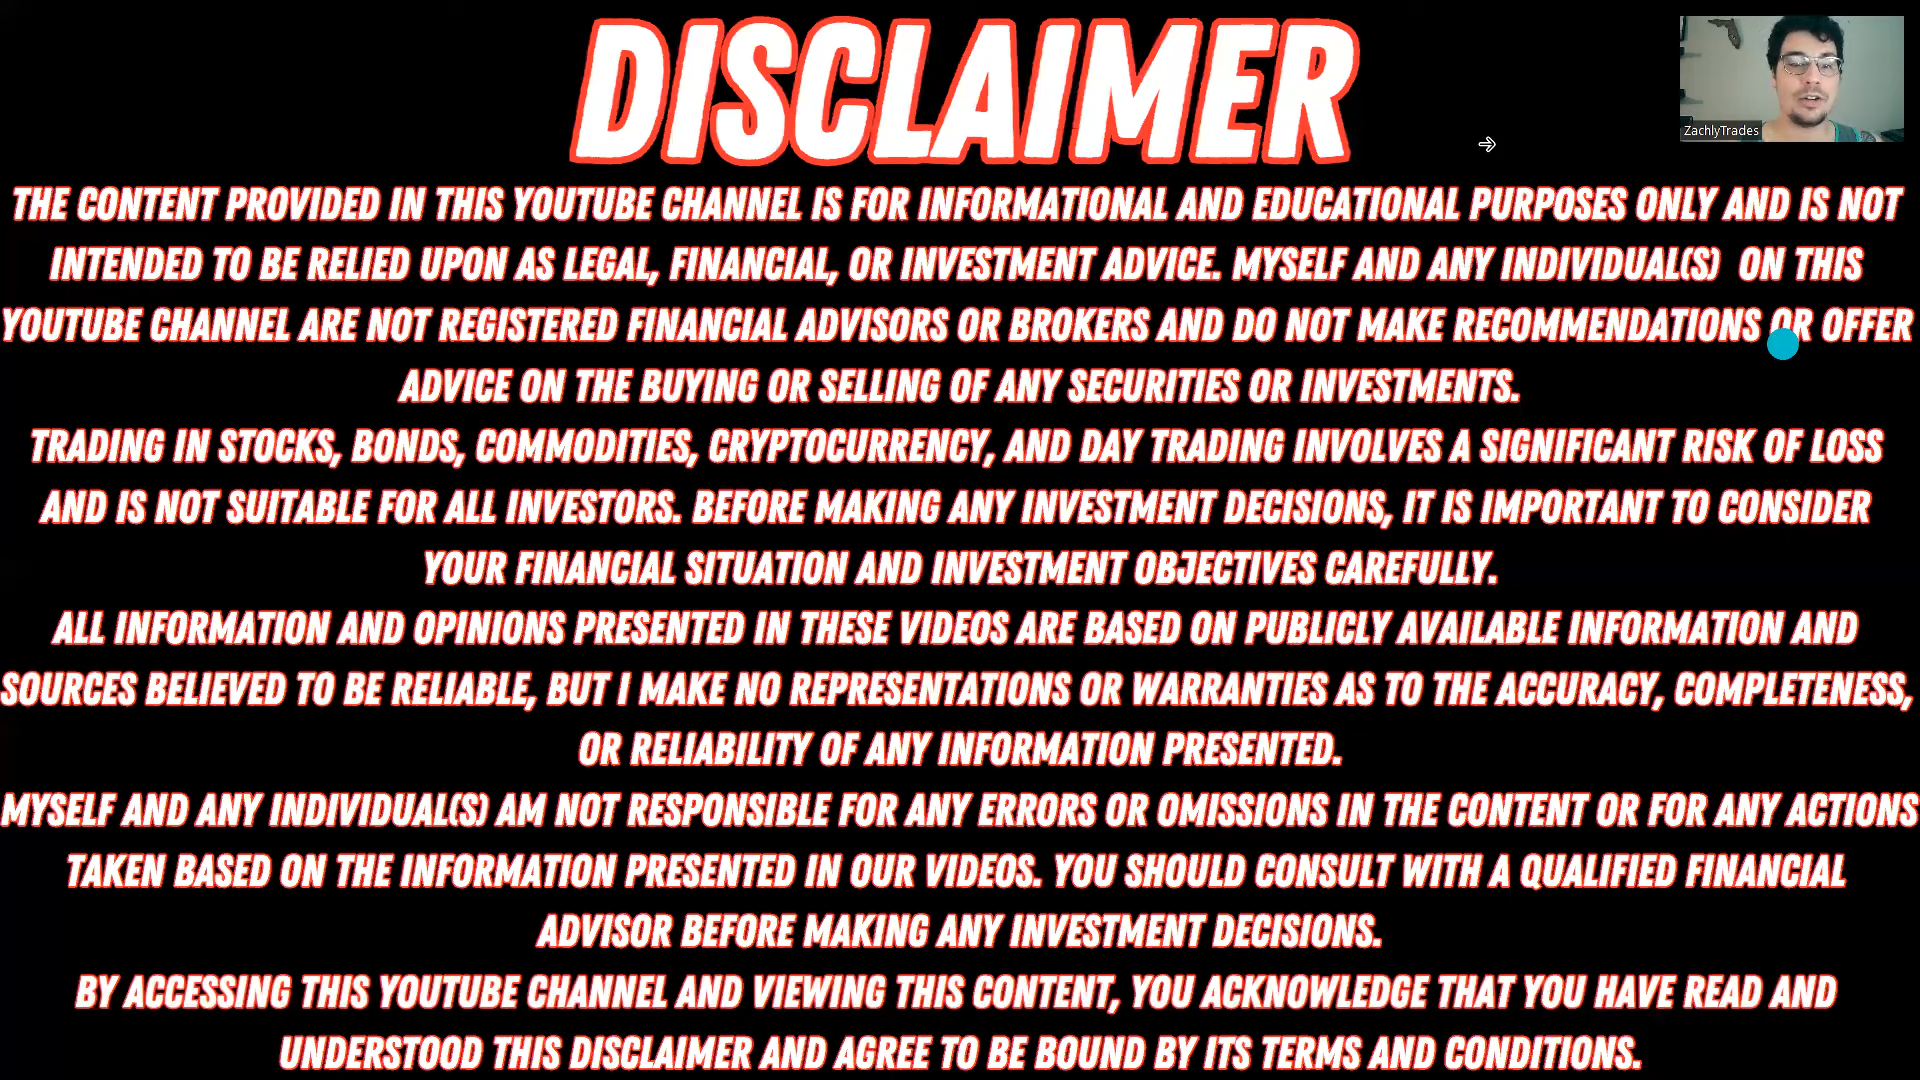 DISCLAIMER
ZachlyTrades
THE CONTENT PROVIDED IN THIS YOUTUBE CHANNEL IS FOR INFORMATIONAL AND EDUCATIONAL PURPOSES ONLY AND IS NOT
INTENDED TO BE RELIED UPON AS LEGAL, FINANCIAL, OR INVESTMENT ADVICE. MYSELF AND ANY INDIVIDUAL(S) ON THIS
YOUTUBE CHANNEL ARE NOT REGISTERED FINANCIAL ADVISORS OR BROKERS AND DO NOT MAKE RECOMMENDATIONS OR OFFER
ADVICE ON THE BUYING OR SELLING OF ANY SECURITIES OR INVESTMENTS.
TRADING IN STOCKS, BONDS, COMMODITIES, CRYPTOCURRENCY, AND DAY TRADING INVOLVES A SIGNIFICANT RISK OF LOSS
AND IS NOT SUITABLE FOR ALL INVESTORS. BEFORE MAKING ANY INVESTMENT DECISIONS, IT IS IMPORTANT TO CONSIDER
YOUR FINANCIAL SITUATION AND INVESTMENT OBJECTIVES CAREFULLY.
ALL INFORMATION AND OPINIONS PRESENTED IN THESE VIDEOS ARE BASED ON PUBLICLY AVAILABLE INFORMATION AND
SOURCES BELIEVED TO BE RELIABLE, BUT I MAKE NO REPRESENTATIONS OR WARRANTIES AS TO THE ACCURACY, COMPLETENESS,
OR RELIABILITY OF ANY INFORMATION PRESENTED.
MYSELF AND ANY INDIVIDUAL(S) AM NOT RESPONSIBLE FOR ANY ERRORS OR OMISSIONS IN THE CONTENT OR FOR ANY ACTIONS
TAKEN BASED ON THE INFORMATION PRESENTED IN OUR VIDEOS. YOU SHOULD CONSULT WITH A QUALIFIED FINANCIAL
ADVISOR BEFORE MAKING ANY INVESTMENT DECISIONS.
BY ACCESSING THIS YOUTUBE CHANNEL AND VIEWING THIS CONTENT, YOU ACKNOWLEDGE THAT YOU HAVE READ AND
UNDERSTOOD THIS DISCLAIMER AND AGREE TO BE BOUND BY ITS TERMS AND CONDITIONS.